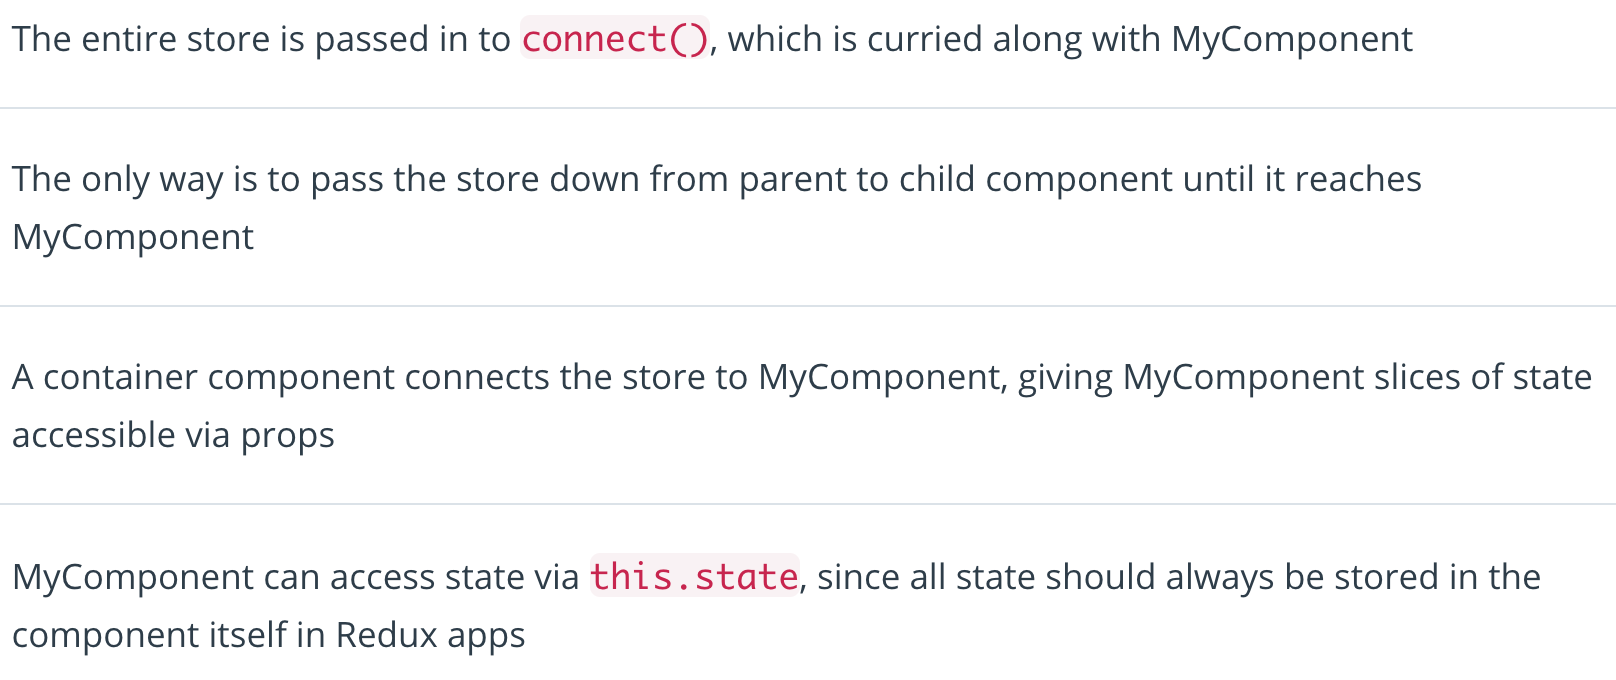 The entire store is passed in to connect(), which is curried along with MyComponent
The only way is to pass the store down from parent to child component until it reaches
MyComponent
A container component connects the store to MyComponent, giving MyComponent slices of state
accessible via props
MyComponent can access state via this.state, since all state should always be stored in the
component itself in Redux apps